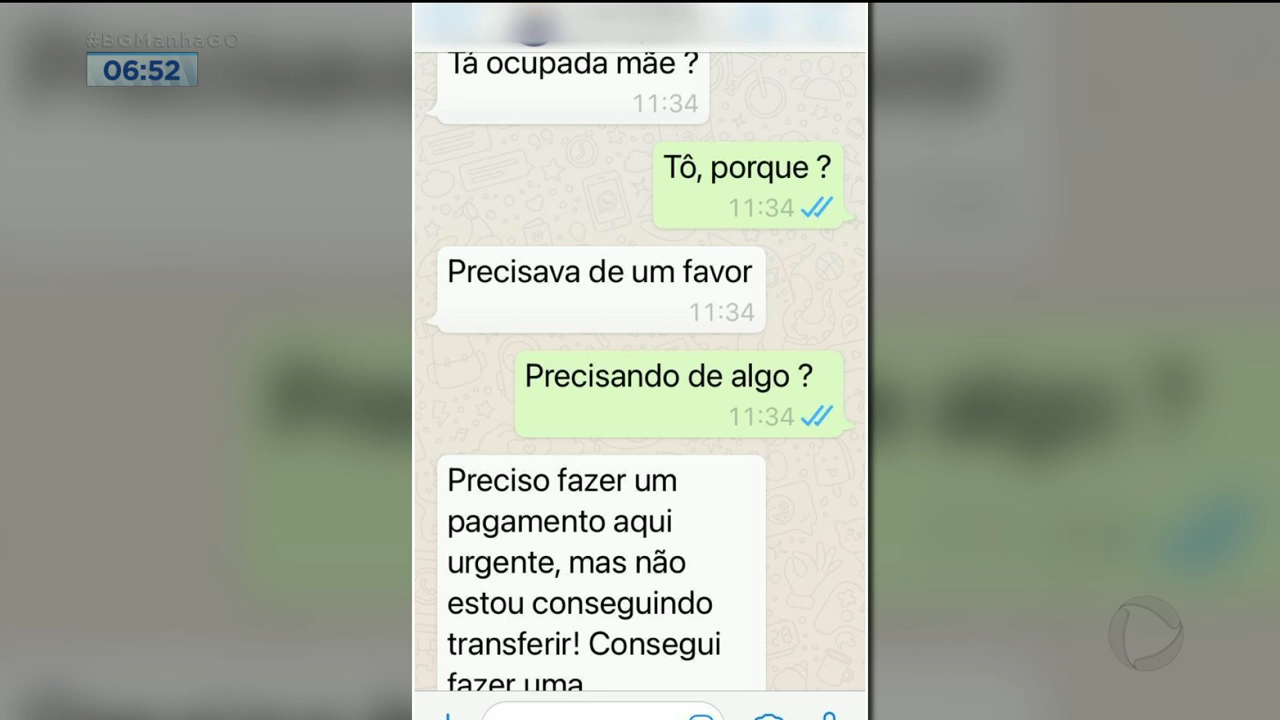 #BGManhaGO
06:52
Tá ocupada mãe ?
11:34
Tô, porque ?
11:34
Precisava de um favor
11:34
Precisando de algo ?
11:34
Preciso fazer um
pagamento aqui
urgente, mas não
estou conseguindo
transferir! Consegui
fazer uma